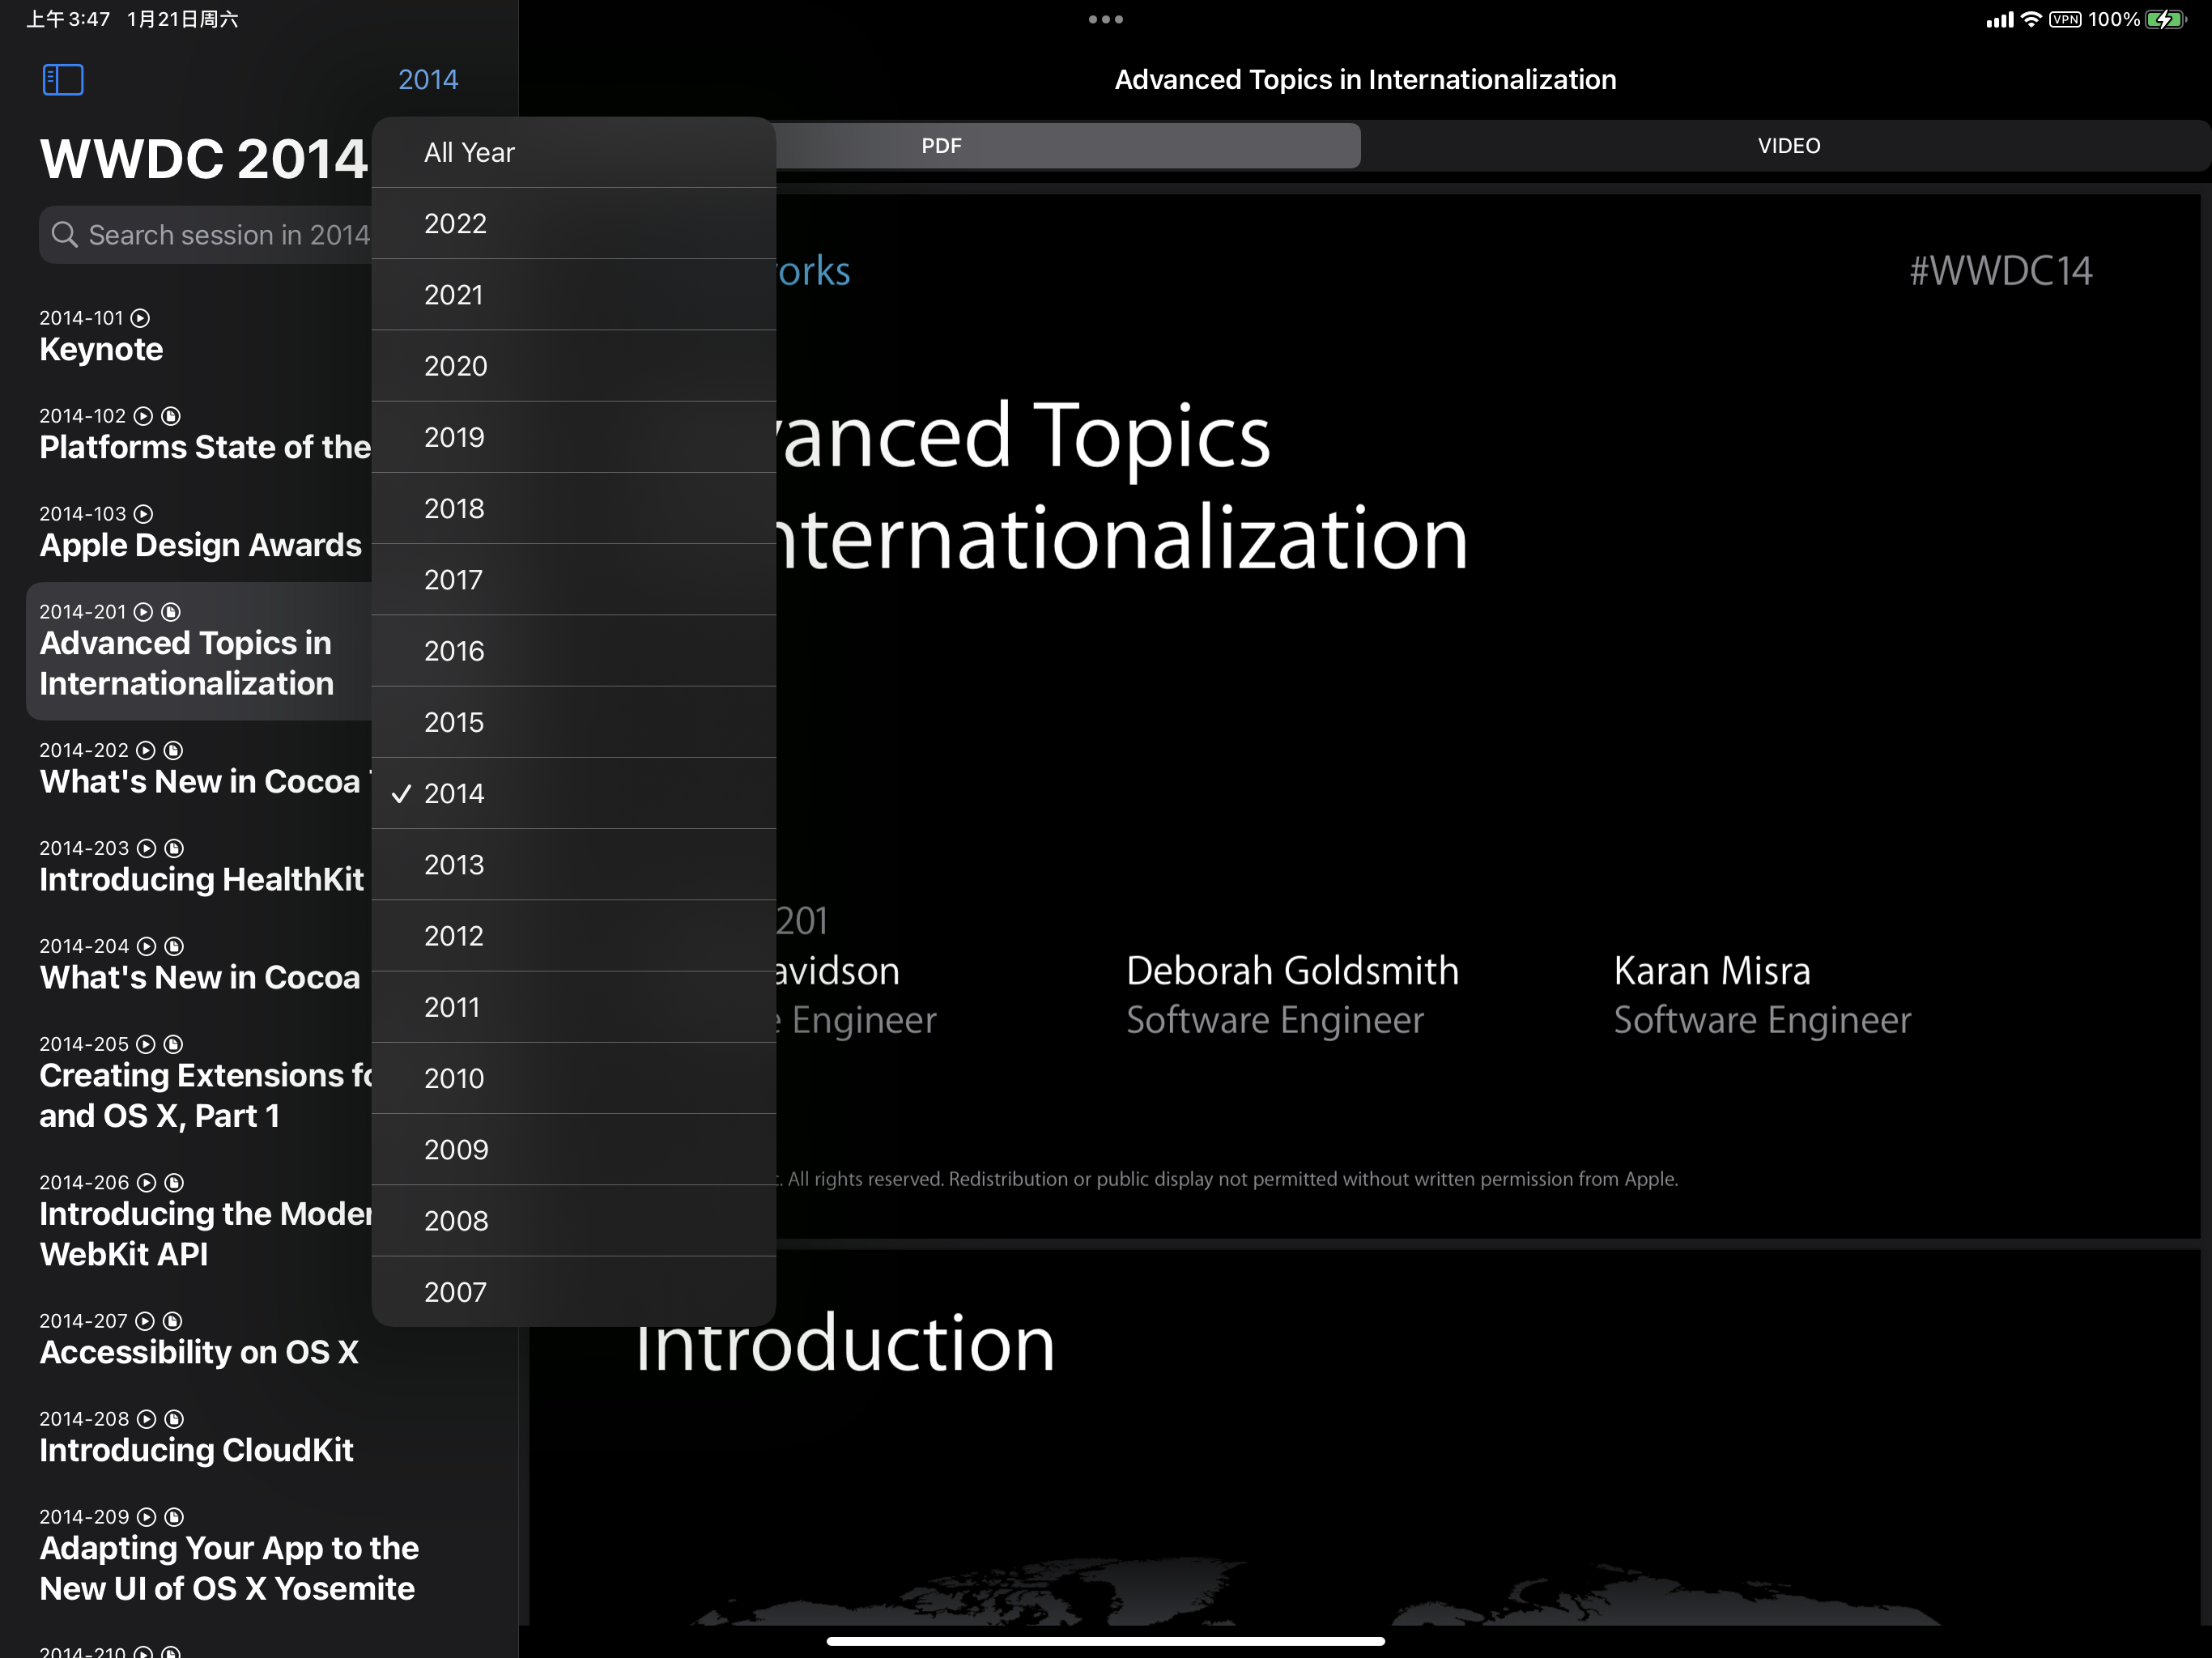 上午3:47 1月21日周六
VPN 100%
2014
WWDC 2014
Search session in 2014
2014-101
Keynote
2014-102
Platforms State of the
2014-103
Apple Design Awards
2014-201
Advanced Topics in
Internationalization
2014-202
What's New in Cocoa
2014-203
Introducing HealthKit
2014-204
What's New in Cocoa
2014-205
Creating Extensions
and OS X, Part 1
2014-206
Introducing the
WebKit API
2014-207
Accessibility on OS X
2014-208
Introducing CloudKit
2014-209
Adapting Your App to the
New UI of OS X Yosemite
2014-210
All Year
2022
2021
2020
2019
2018
2017
2016
2015
2014
2013
2012
2011
2010
2009
2008
2007
Advanced Topics in Internationalization
PDF VIDEO
orks #WWDC14
vanced Topics
nternationalization
201
avidson Deborah Goldsmith Karan Misra
Engineer Software Engineer Software Engineer
. All rights reserved. Redistribution or public display not permitted without written permission from Apple.
Introduction